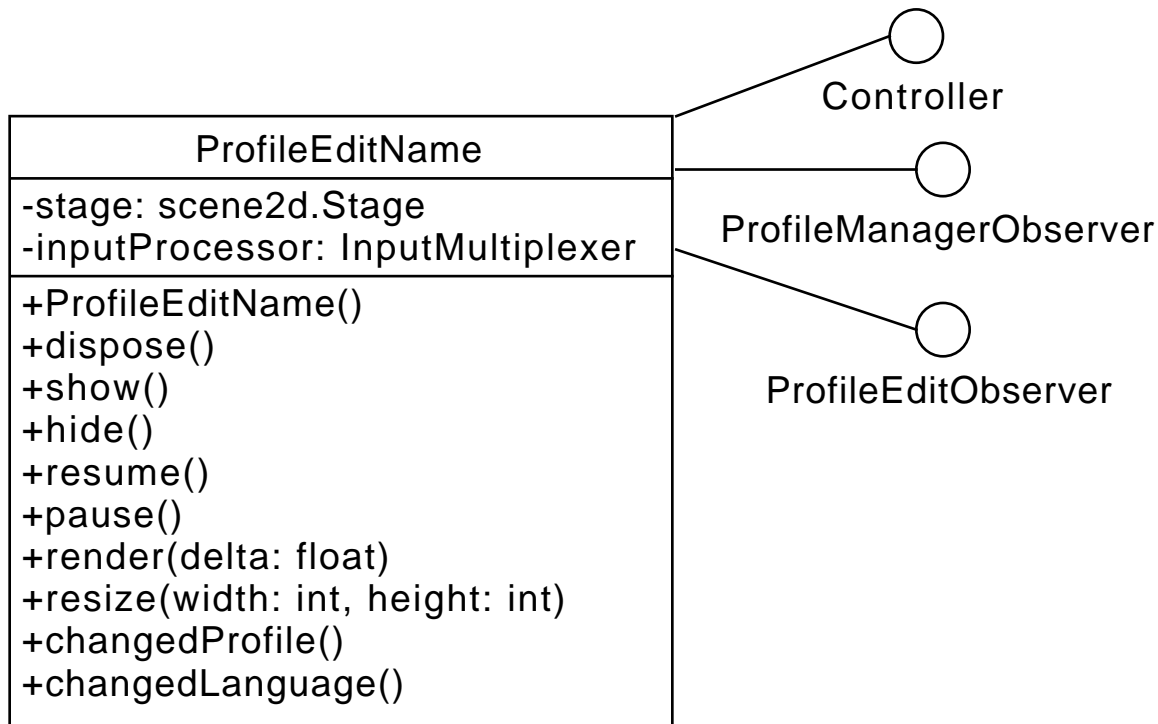 Controller
ProfileEditName
-stage: scene2d.Stage
-inputProcessor: InputMultiplexer
ProfileManagerObserver
+ProfileEditName()
+dispose()
+show()
+hide()
+resume()
+pause()
+render(delta: float)
+resize(width: int, height: int)
+changedProfile()
+changedLanguage()
ProfileEditObserver